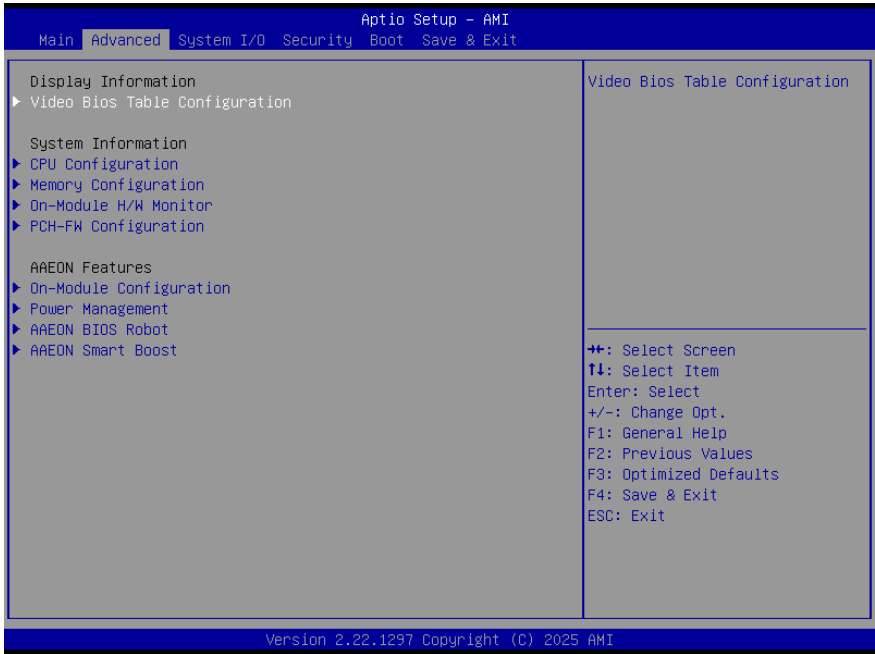 Aptio Setup – AMI
Main Advanced System I/O Security Boot Save & Exit
Display Information
Video Bios Table Configuration
System Information
CPU Configuration
Memory Configuration
On-Module H/W Monitor
PCH-FW Configuration
AAEON Features
On-Module Configuration
Power Management
AAEON BIOS Robot
AAEON Smart Boost
Video Bios Table Configuration
→←: Select Screen
↑↓: Select Item
Enter: Select
+/-: Change Opt.
F1: General Help
F2: Previous Values
F3: Optimized Defaults
F4: Save & Exit
ESC: Exit
Version 2.22.1297 Copyright (C) 2025 AMI